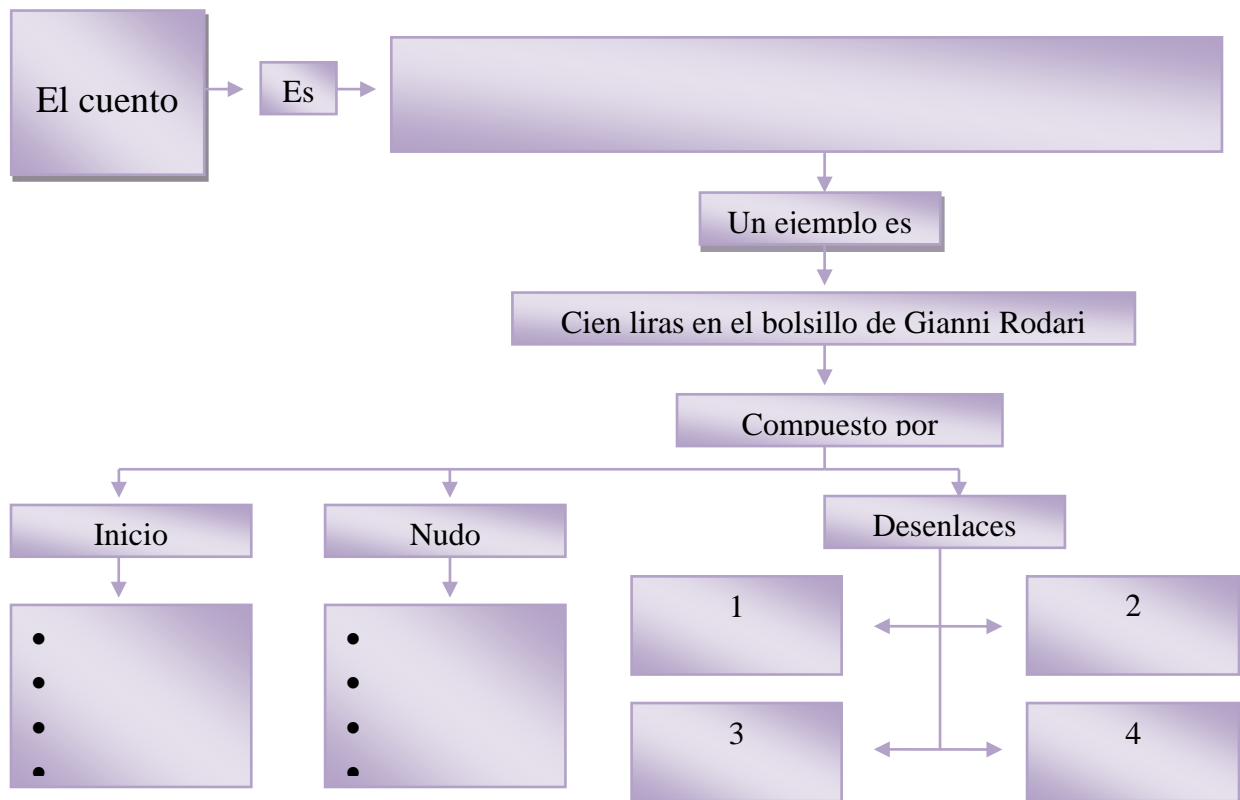 El cuento
Es
Un ejemplo es
Cien liras en el bolsillo de Gianni Rodari
Compuesto por
Inicio
Nudo
Desenlaces
•
•
•
•
•
•
•
•
1
2
3
4